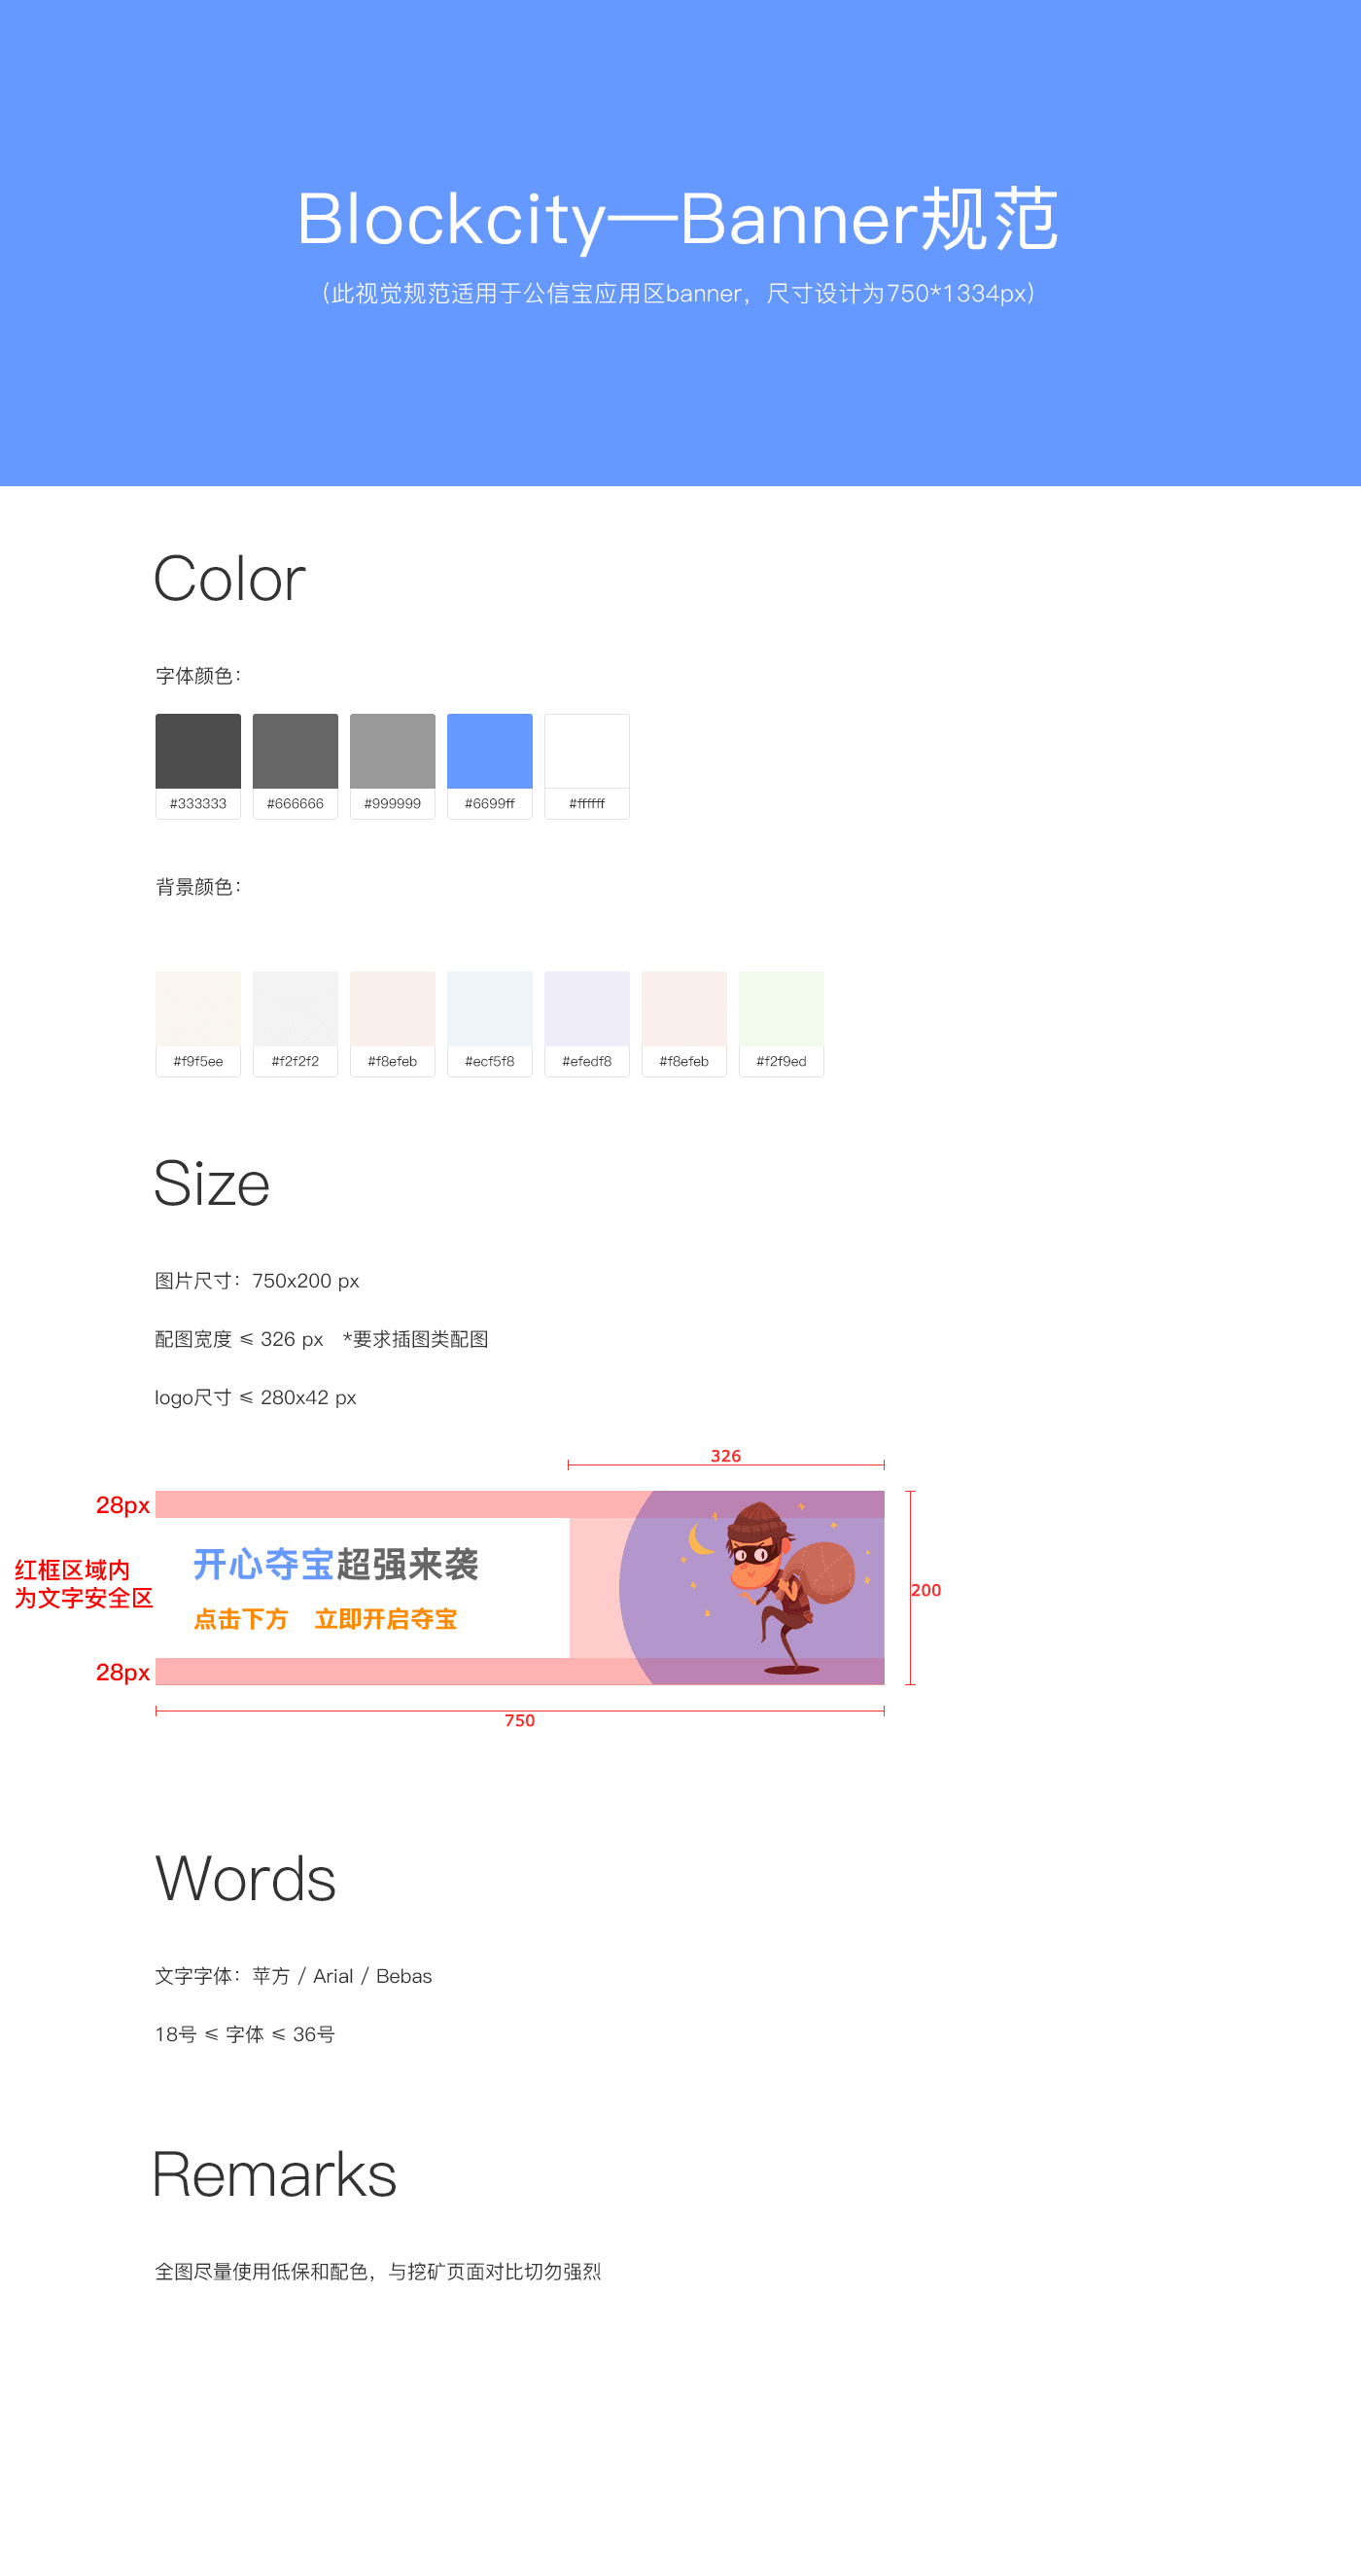 Blockcity—Banner规范
（此视觉规范适用于公信宝应用区banner，尺寸设计为750*1334px）
Color
字体颜色：
#333333 #666666 #999999 #6699ff #ffffff
背景颜色：
#f9f5ee #f2f2f2 #f8efeb #ecf5f8 #efedf8 #f8efeb #f2f9ed
Size
图片尺寸：750x200 px
配图宽度 ≤ 326 px *要求插图类配图
logo尺寸 ≤ 280x42 px
326
28px
开心夺宝超强来袭
红框区域内
为文字安全区
200
点击下方 立即开启夺宝
28px
750
Words
文字字体：苹方 / Arial / Bebas
18号 ≤ 字体 ≤ 36号
Remarks
全图尽量使用低保和配色，与挖矿页面对比切勿强烈